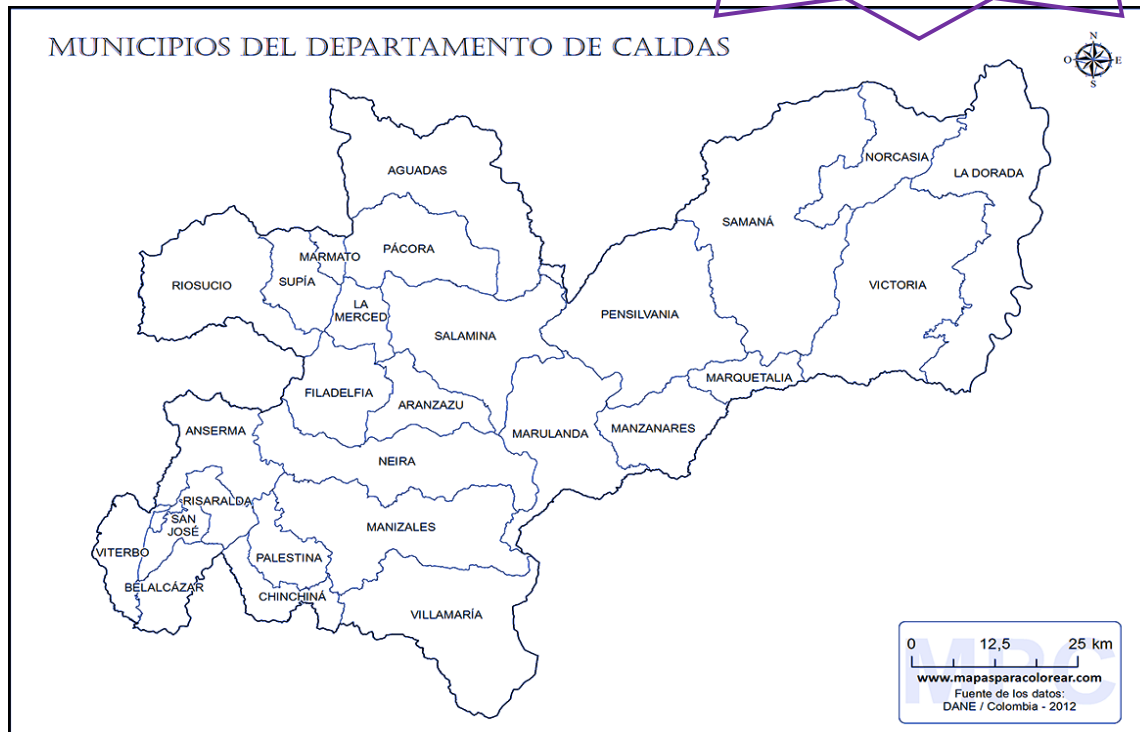 MUNICIPIOS DEL DEPARTAMENTO DE CALDAS
N
O
E
S
AGUADAS
NORCASIA
LA DORADA
SAMANÁ
MARMATO
PÁCORA
RIOSUCIO
SUPÍA
VICTORIA
LA
MERCED
PENSILVANIA
SALAMINA
MARQUETALIA
FILADELFIA
ARANZAZU
ANSERMA
MARULANDA
MANZANARES
NEIRA
RISARALDA
SAN
JOSÉ
MANIZALES
VITERBO
PALESTINA
BELALCÁZAR
CHINCHINÁ
VILLAMARÍA
MPC
0 12,5 25 km
www.mapasparacolorear.com
Fuente de los datos:
DANE / Colombia - 2012